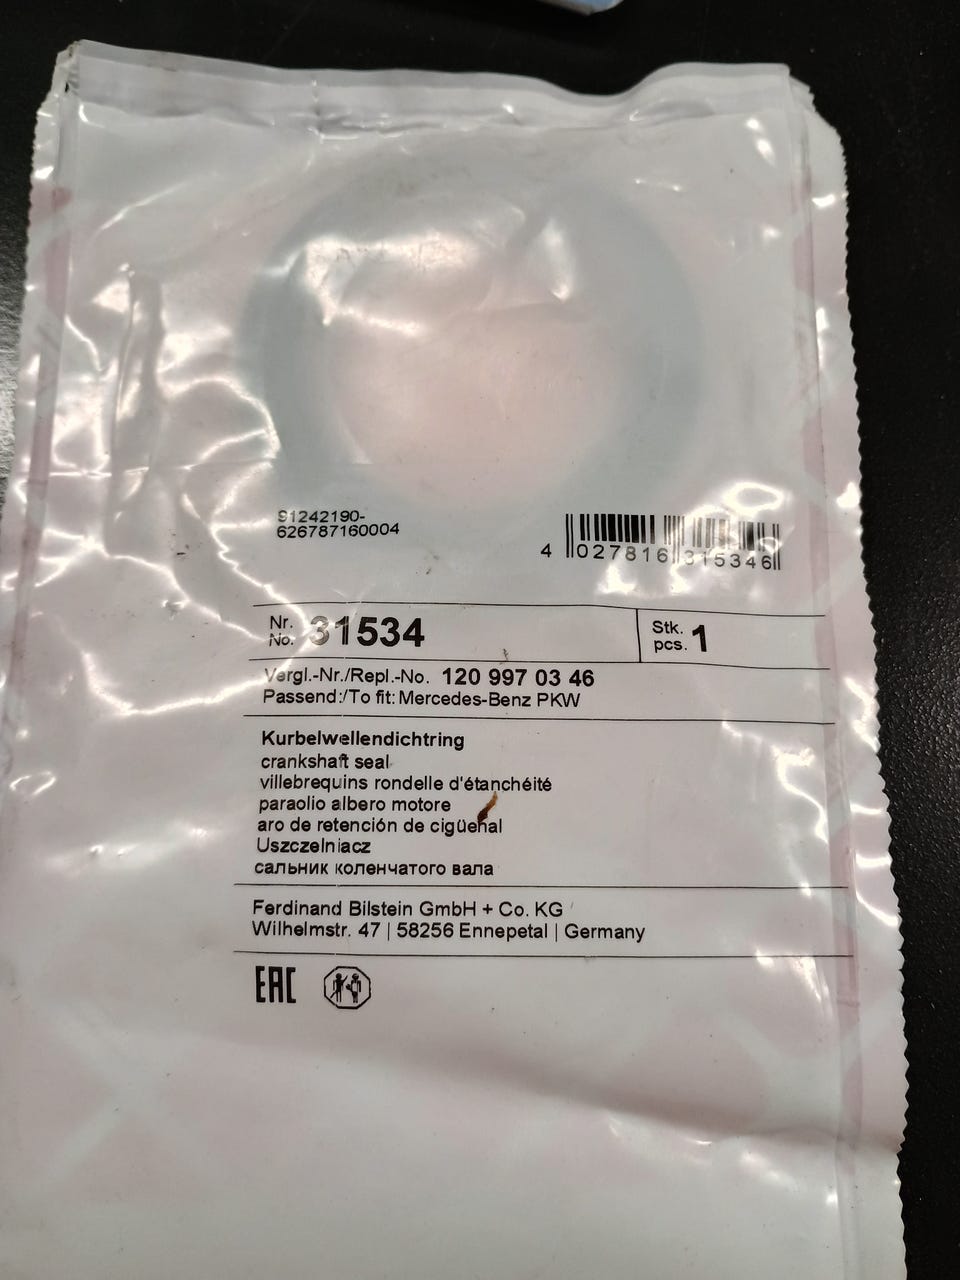 91242190-
626787160004
4 027816 315346
Nr.
No. 31534
Stk.
pcs. 1
Vergl.-Nr./Repl.-No. 120 997 03 46
Passend:/To fit: Mercedes-Benz PKW
Kurbelwellendichtring
crankshaft seal
villebrequins rondelle d'étanchéité
paraolio albero motore
aro de retención de cigüeñal
Uszczelniacz
сальник коленчатого вала
Ferdinand Bilstein GmbH + Co. KG
Wilhelmstr. 47 | 58256 Ennepetal | Germany
EAC